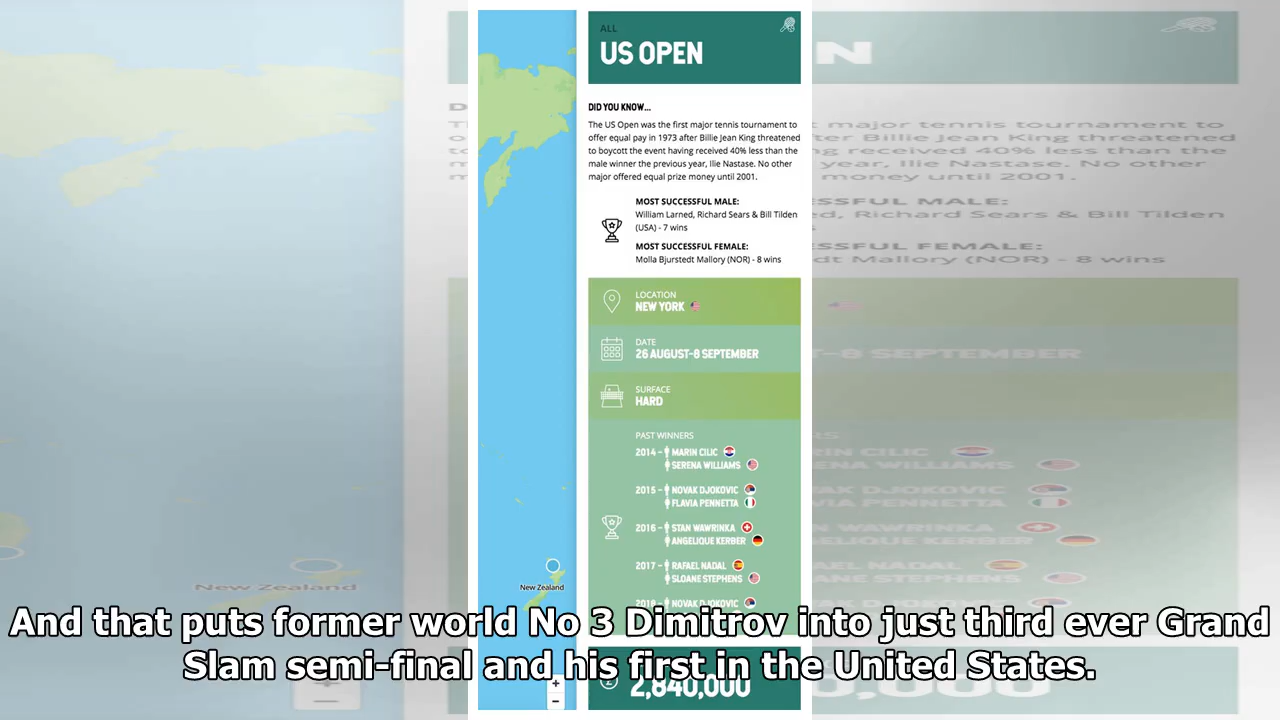 ALL
US OPEN
DID YOU KNOW...
The US Open was the first major tennis tournament to
offer equal pay in 1973 after Billie Jean King threatened
to boycott the event having received 40% less than the
male winner the previous year, Ilie Nastase. No other
major offered equal prize money until 2001.
MOST SUCCESSFUL MALE:
William Larned, Richard Sears & Bill Tilden
(USA) - 7 wins
MOST SUCCESSFUL FEMALE:
Molla Bjurstedt Mallory (NOR) - 8 wins
LOCATION
NEW YORK
DATE
26 AUGUST-8 SEPTEMBER
SURFACE
HARD
PAST WINNERS
2014 - MARIN CILIC
SERENA WILLIAMS
2015 - NOVAK DJOKOVIC
FLAVIA PENNETTA
2016 - STAN WAWRINKA
ANGELIQUE KERBER
2017 - RAFAEL NADAL
SLOANE STEPHENS
2018 - NOVAK DJOKOVIC
New Zealand
And that puts former world No 3 Dimitrov into just third ever Grand
Slam semi-final and his first in the United States.
£ 2,840,000
+
−